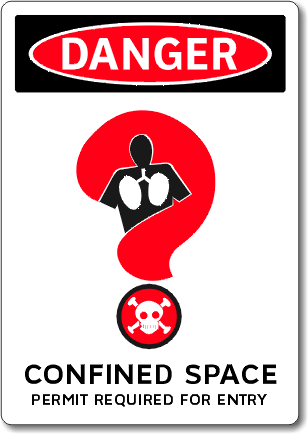 DANGER
CONFINED SPACE
PERMIT REQUIRED FOR ENTRY